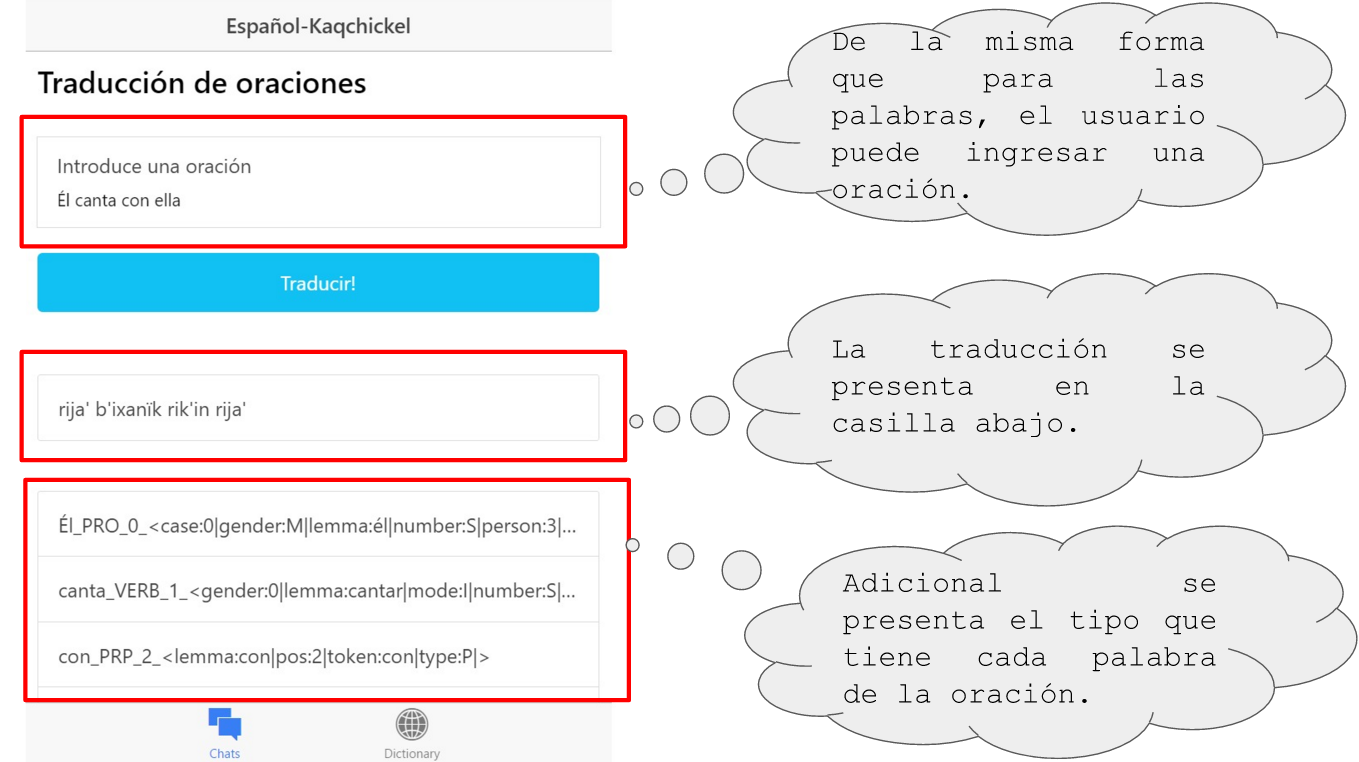 Español-Kaqchickel
Traducción de oraciones
Introduce una oración
Él canta con ella
Traducir!
rija' b'ixanïk rik'in rija'
Él_PRO_0_<case:0|gender:M|lemma:él|number:S|person:3|...
canta_VERB_1_<gender:0|lemma:cantar|mode:I|number:S|...
con_PRP_2_<lemma:con|pos:2|token:con|type:P|>
Chats
Dictionary
De la misma forma
que para las
palabras, el usuario
puede ingresar una
oración.
La traducción se
presenta en la
casilla abajo.
Adicional se
presenta el tipo que
tiene cada palabra
de la oración.